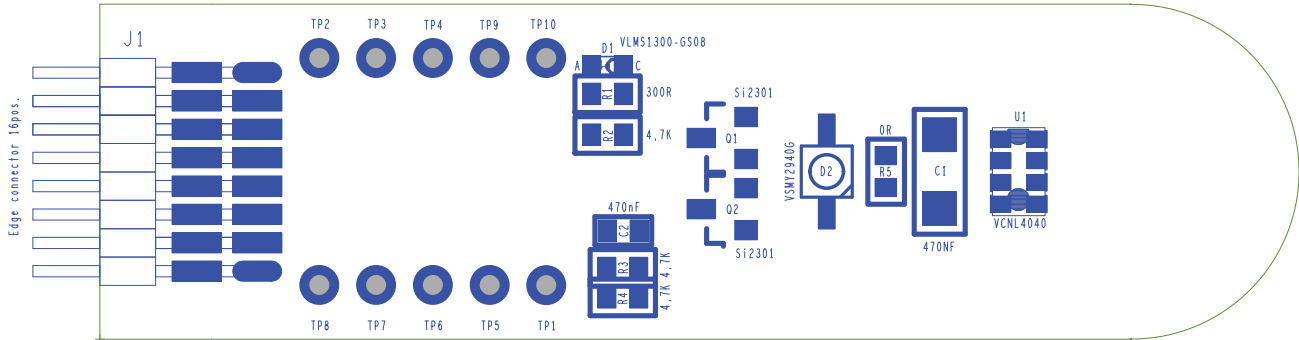 TP2 TP3 TP4 TP9 TP10
J1
D1 VLMS1300-GS08
A C
R1 300R
R2 4,7K
Si2301
Q1
Q2
Si2301
VSMY2940G
D2
0R
R5
C1
470NF
U1
VCNL4040
Edge connector 16pos.
470nF
C2
R3 4,7K
R4 4,7K
TP8 TP7 TP6 TP5 TP1